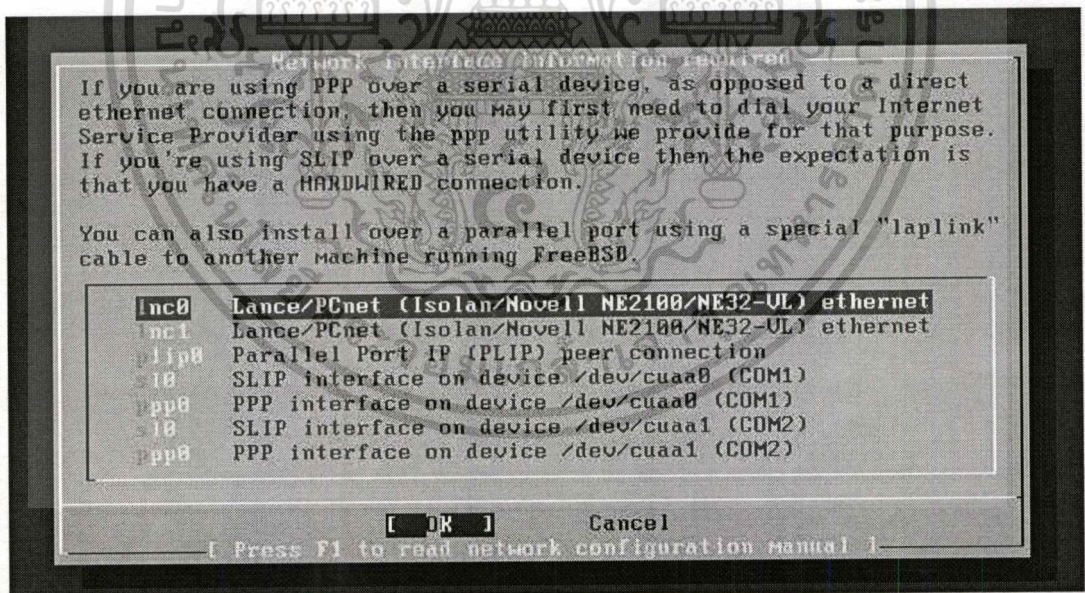 Network interface information required
If you are using PPP over a serial device, as opposed to a direct
ethernet connection, then you may first need to dial your Internet
Service Provider using the ppp utility we provide for that purpose.
If you're using SLIP over a serial device then the expectation is
that you have a HARDWIRED connection.
You can also install over a parallel port using a special "laplink"
cable to another machine running FreeBSD.
lnc0 Lance/PCnet (Isolan/Novell NE2100/NE32-VL) ethernet
lnc1 Lance/PCnet (Isolan/Novell NE2100/NE32-VL) ethernet
plip0 Parallel Port IP (PLIP) peer connection
sl0 SLIP interface on device /dev/cuaa0 (COM1)
ppp0 PPP interface on device /dev/cuaa0 (COM1)
sl0 SLIP interface on device /dev/cuaa1 (COM2)
ppp0 PPP interface on device /dev/cuaa1 (COM2)
[ OK ] Cancel
[ Press F1 to read network configuration manual ]